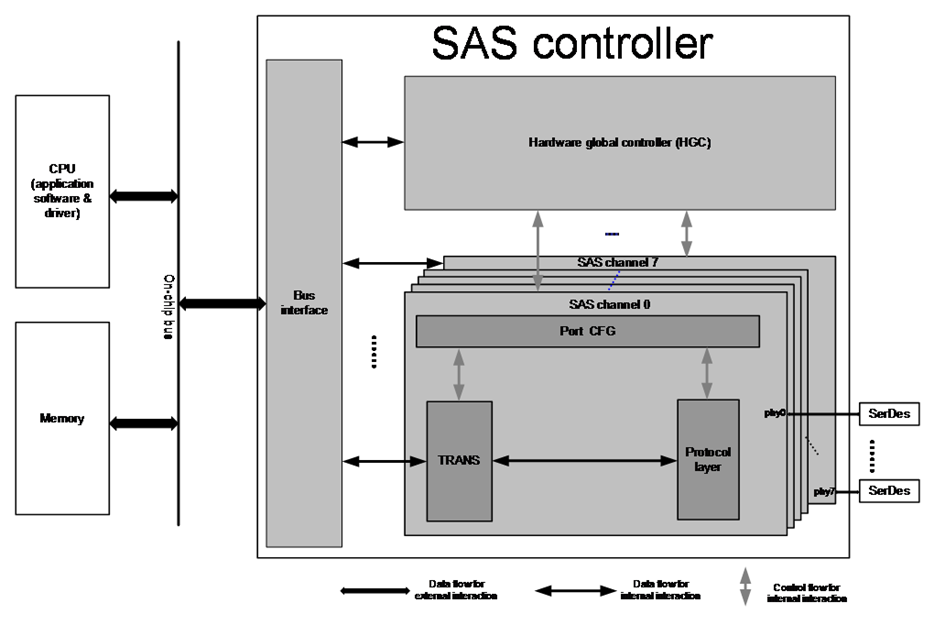 SAS controller
CPU
(application
software &
driver)
Hardware global controller (HGC)
SAS channel 7
On-chip bus
Bus
interface
SAS channel 0
Port CFG
Memory
phy0
SerDes
TRANS
Protocol
layer
phy7
SerDes
Data flow for
external interaction
Data flow for
internal interaction
Control flow for
internal interaction